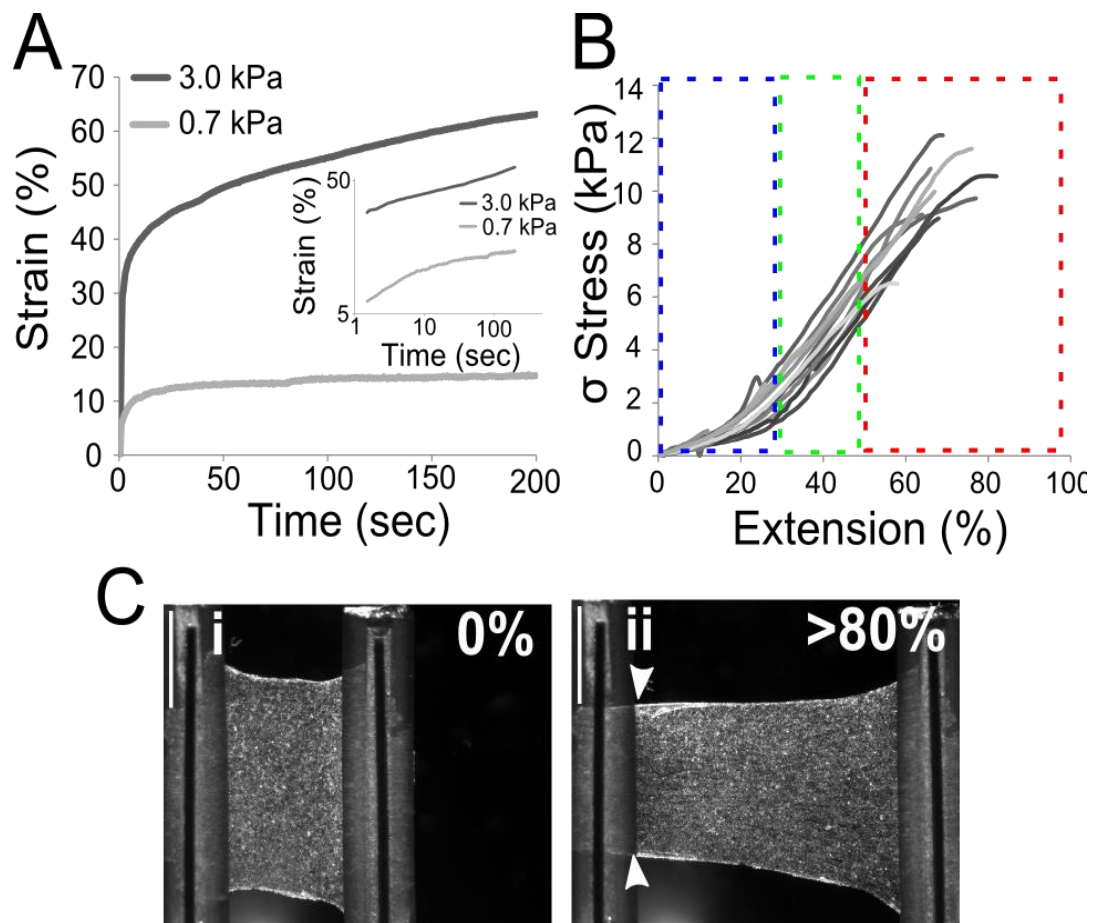 A
70
60
50
40
30
20
10
0
Strain (%)
3.0 kPa
0.7 kPa
0
50
100
150
200
Time (sec)
50
5
Strain (%)
3.0 kPa
0.7 kPa
1
10
100
Time (sec)
B
14
12
10
8
6
4
2
0
σ Stress (kPa)
0
20
40
60
80
100
Extension (%)
C
i
0%
ii
>80%